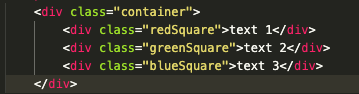 <div class="container">
<div class="redSquare">text 1</div>
<div class="greenSquare">text 2</div>
<div class="blueSquare">text 3</div>
</div>